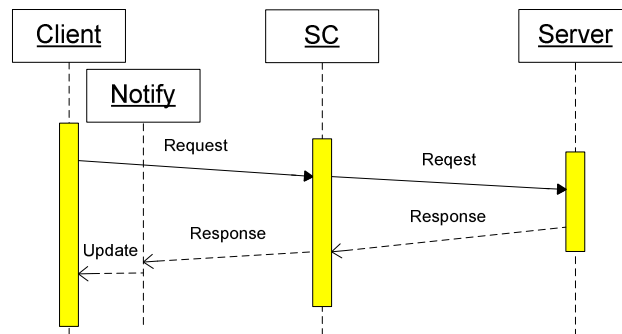 Client
SC
Server
Notify
Request
Reqest
Response
Response
Update